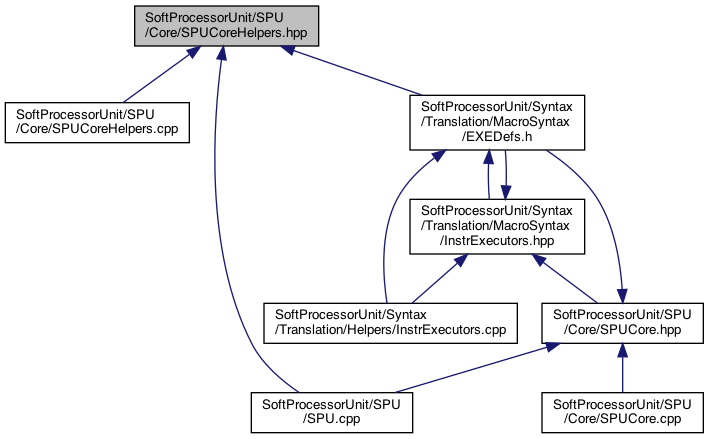 SoftProcessorUnit/SPU
/Core/SPUCoreHelpers.hpp
SoftProcessorUnit/SPU
/Core/SPUCoreHelpers.cpp
SoftProcessorUnit/Syntax
/Translation/MacroSyntax
/EXEDefs.h
SoftProcessorUnit/Syntax
/Translation/MacroSyntax
/InstrExecutors.hpp
SoftProcessorUnit/Syntax
/Translation/Helpers/InstrExecutors.cpp
SoftProcessorUnit/SPU
/Core/SPUCore.hpp
SoftProcessorUnit/SPU
/SPU.cpp
SoftProcessorUnit/SPU
/Core/SPUCore.cpp